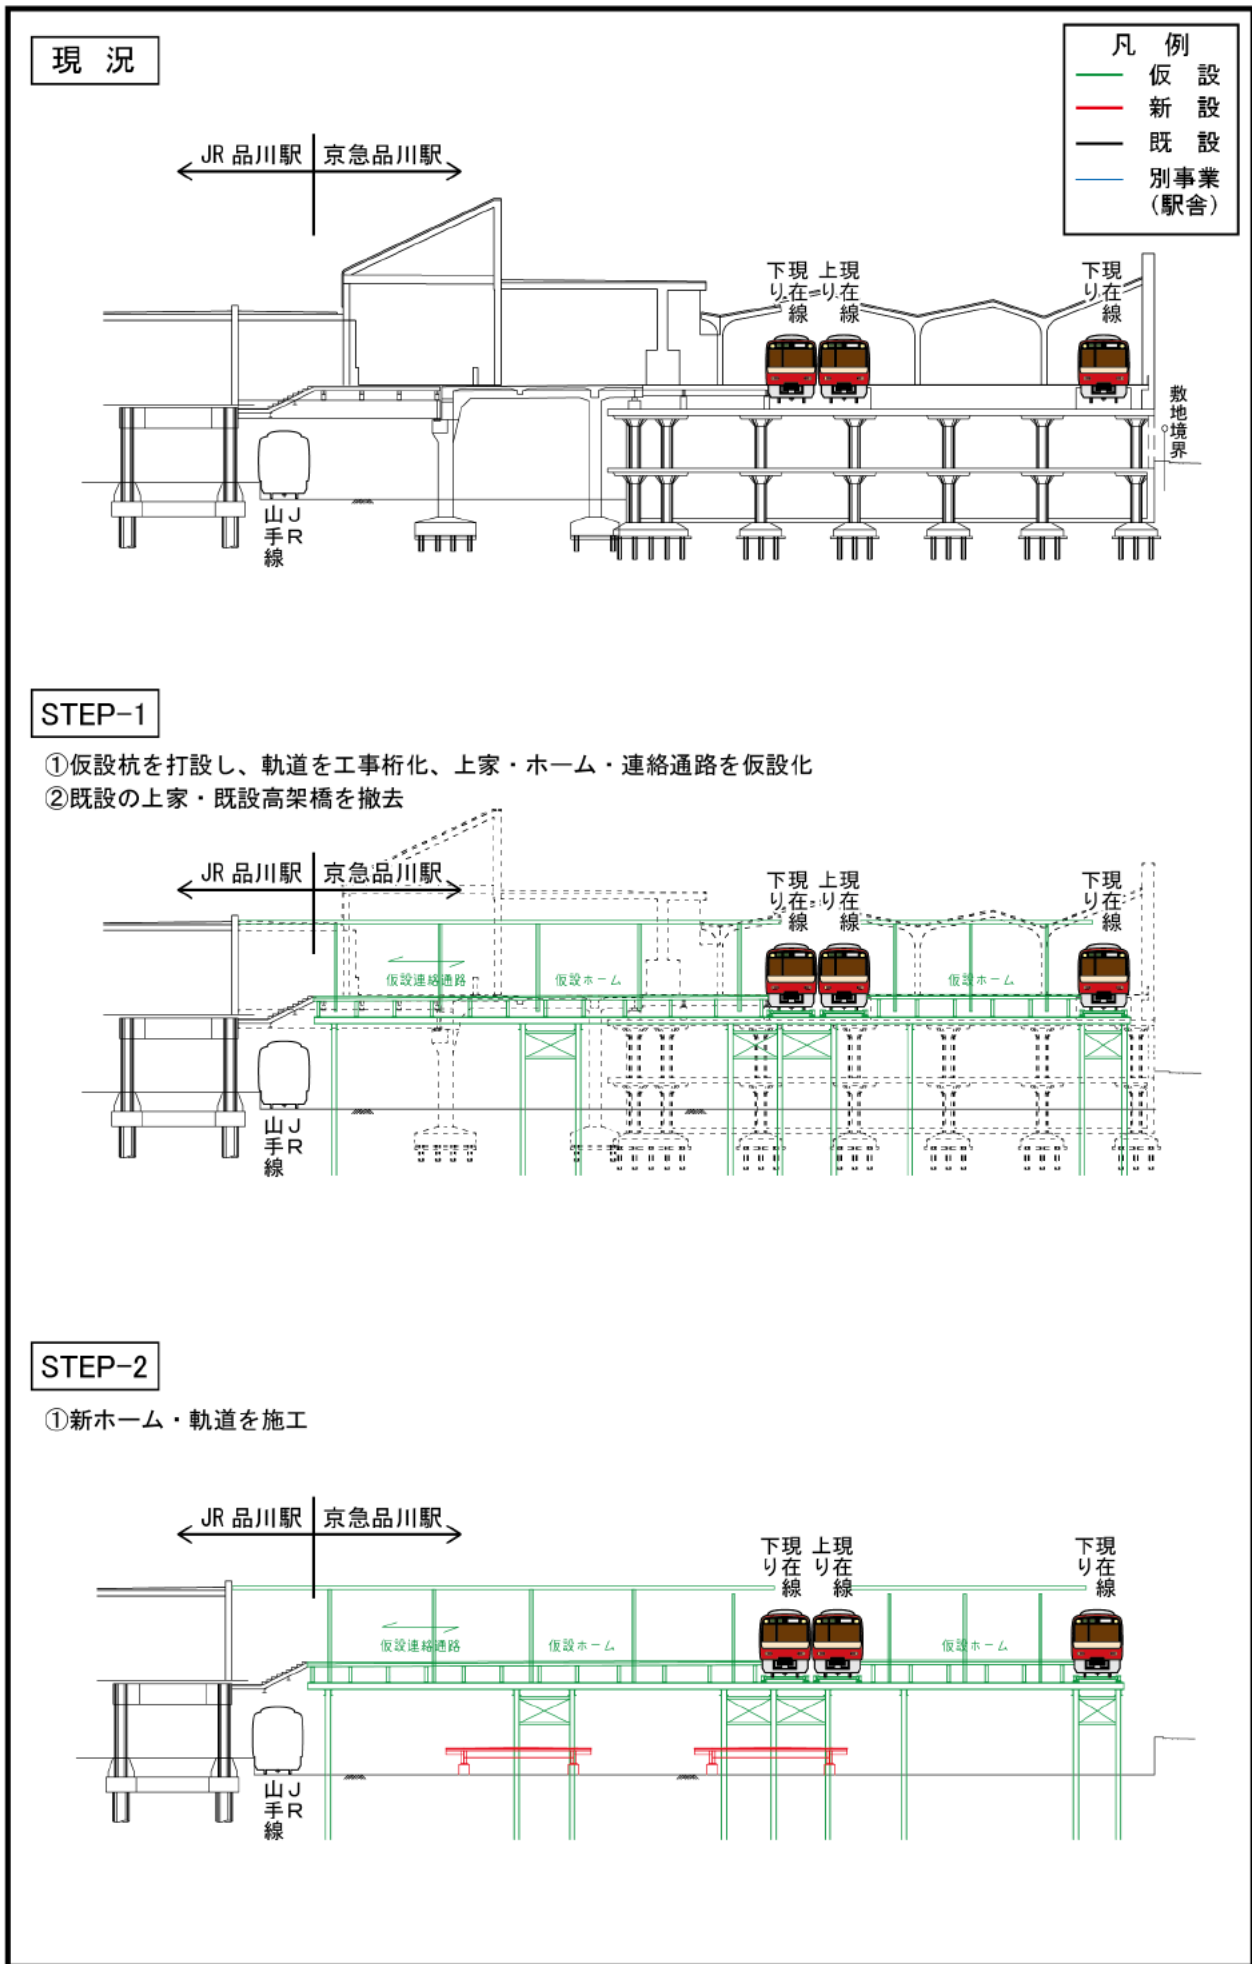 現 況
凡 例
仮 設
新 設
既 設
別事業
(駅舎)
JR 品川駅
京急品川駅
現在線
下り
現在線
上り
現在線
下り
敷地境界
JR
山手線
STEP-1
①仮設杭を打設し、軌道を工事桁化、上家・ホーム・連絡通路を仮設化
②既設の上家・既設高架橋を撤去
JR 品川駅
京急品川駅
現在線
下り
現在線
上り
現在線
下り
仮設連絡通路
仮設ホーム
仮設ホーム
JR
山手線
STEP-2
①新ホーム・軌道を施工
JR 品川駅
京急品川駅
現在線
下り
現在線
上り
現在線
下り
仮設連絡通路
仮設ホーム
仮設ホーム
JR
山手線